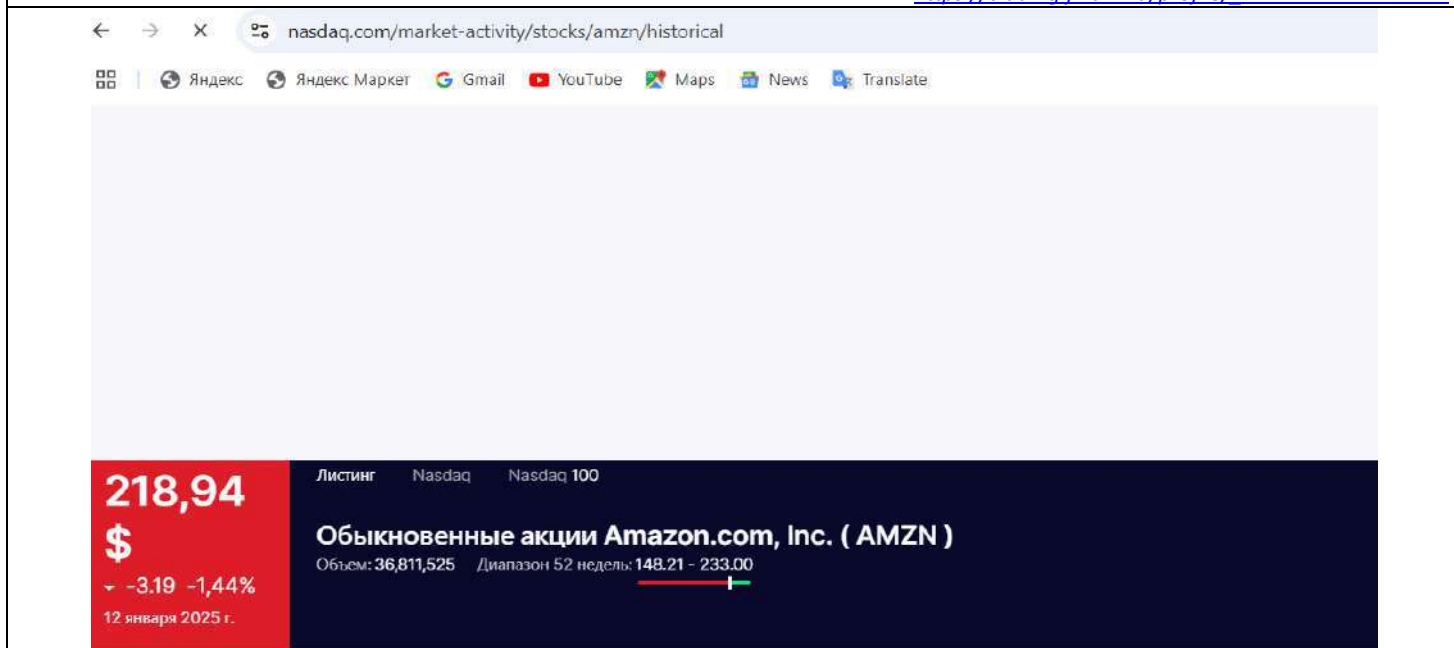 nasdaq.com/market-activity/stocks/amzn/historical
Яндекс Яндекс Маркет Gmail YouTube Maps News Translate
Листинг Nasdaq Nasdaq 100
218,94
$
Обыкновенные акции Amazon.com, Inc. ( AMZN )
Объем: 36,811,525 Диапазон 52 недель: 148.21 - 233.00
-3.19 -1,44%
12 января 2025 г.